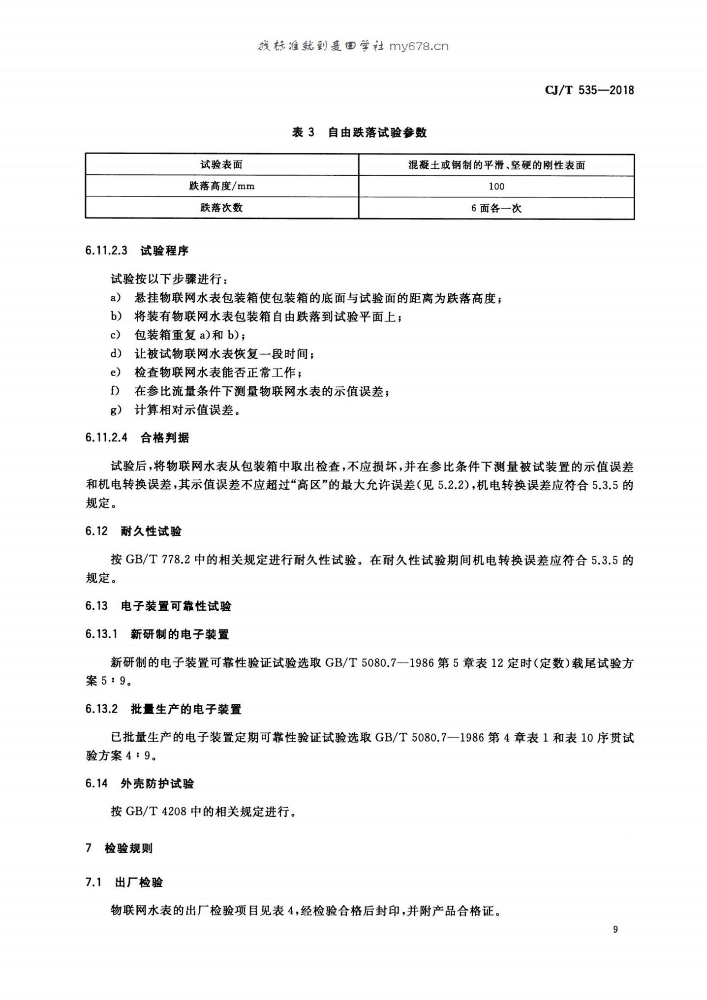 找标准就到麦田学社 my678.cn
CJ/T 535—2018
表 3 自由跌落试验参数
试验表面 混凝土或钢制的平滑、坚硬的刚性表面
跌落高度/mm 100
跌落次数 6 面各一次
6.11.2.3 试验程序
试验按以下步骤进行：
a) 悬挂物联网水表包装箱使包装箱的底面与试验面的距离为跌落高度；
b) 将装有物联网水表包装箱自由跌落到试验平面上；
c) 包装箱重复 a)和 b)；
d) 让被试物联网水表恢复一段时间；
e) 检查物联网水表能否正常工作；
f) 在参比流量条件下测量物联网水表的示值误差；
g) 计算相对示值误差。
6.11.2.4 合格判据
试验后，将物联网水表从包装箱中取出检查，不应损坏，并在参比条件下测量被试装置的示值误差
和机电转换误差，其示值误差不应超过“高区”的最大允许误差(见 5.2.2)，机电转换误差应符合 5.3.5 的
规定。
6.12 耐久性试验
按 GB/T 778.2 中的相关规定进行耐久性试验。在耐久性试验期间机电转换误差应符合 5.3.5 的
规定。
6.13 电子装置可靠性试验
6.13.1 新研制的电子装置
新研制的电子装置可靠性验证试验选取 GB/T 5080.7—1986 第 5 章表 12 定时(定数)载尾试验方
案 5：9。
6.13.2 批量生产的电子装置
已批量生产的电子装置定期可靠性验证试验选取 GB/T 5080.7—1986 第 4 章表 1 和表 10 序贯试
验方案 4：9。
6.14 外壳防护试验
按 GB/T 4208 中的相关规定进行。
7 检验规则
7.1 出厂检验
物联网水表的出厂检验项目见表 4，经检验合格后封印，并附产品合格证。
9